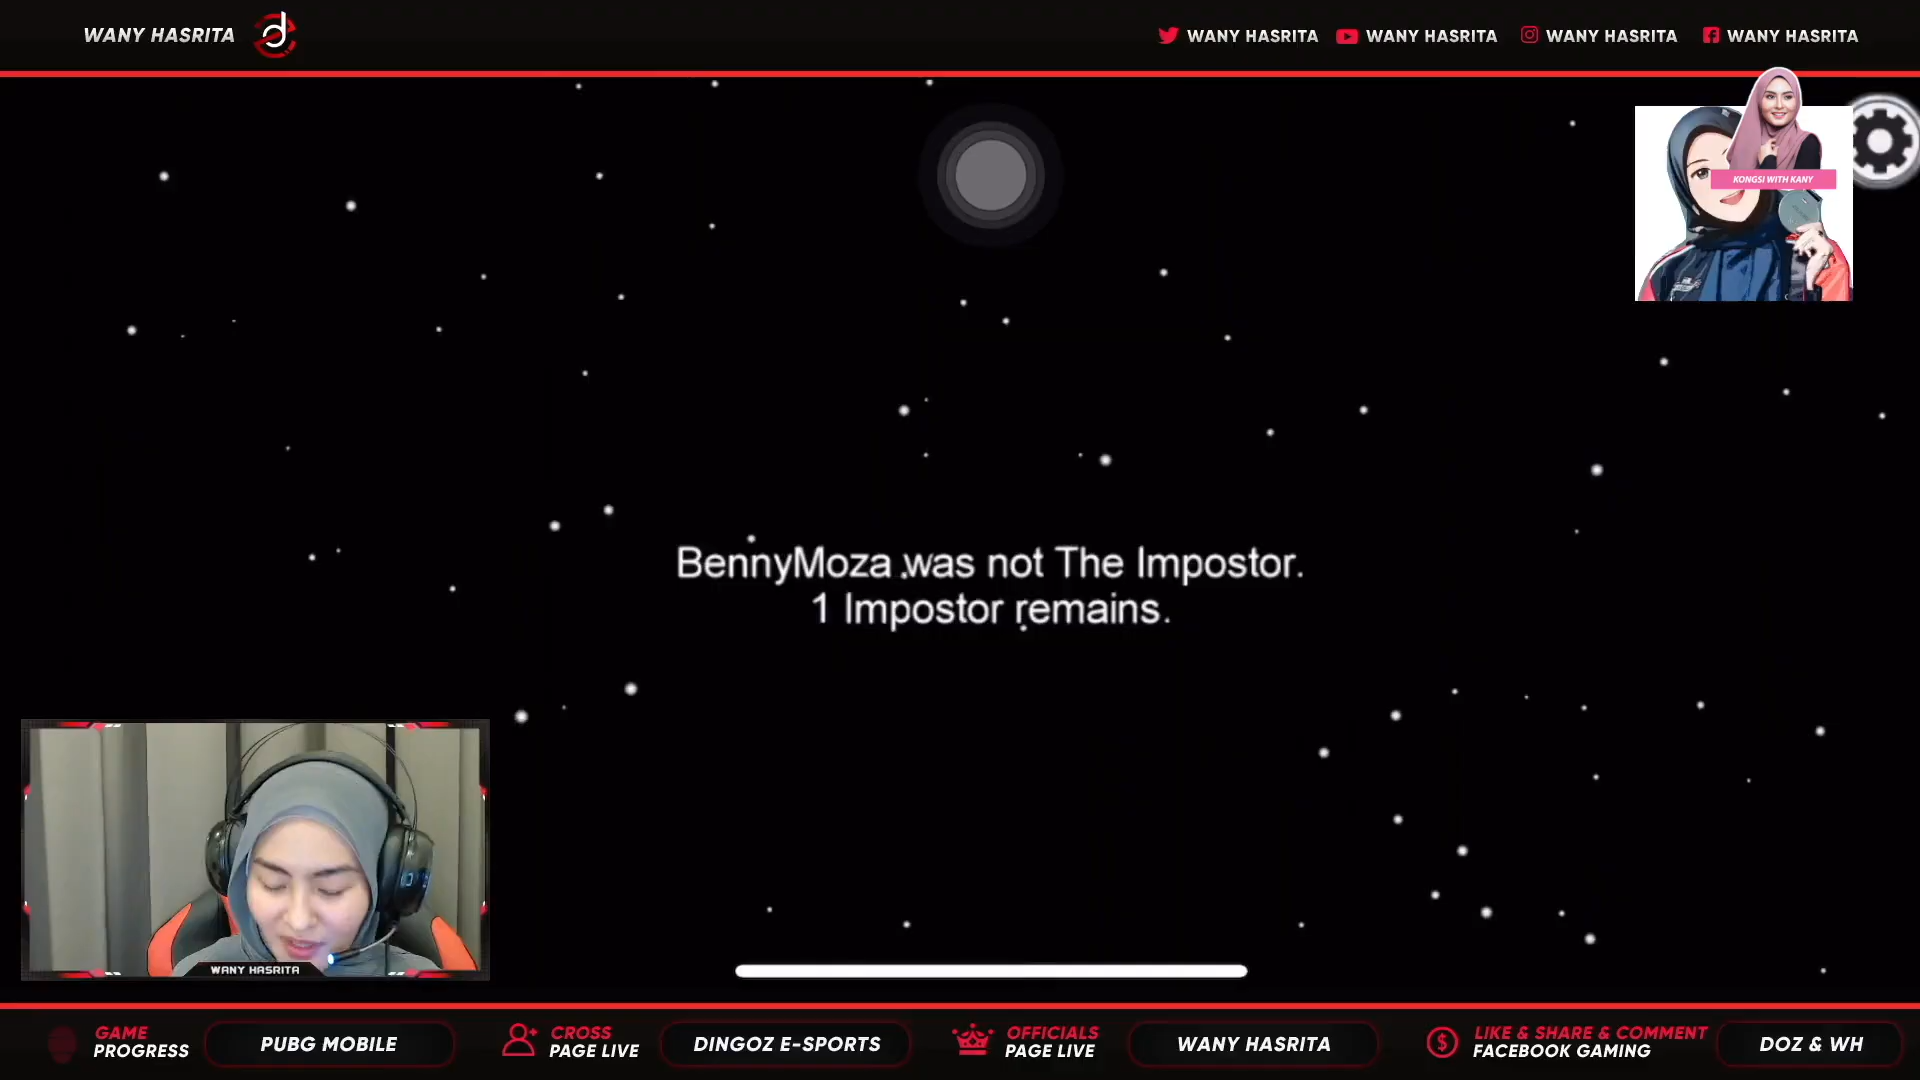 WANY HASRITA
WANY HASRITA
WANY HASRITA
WANY HASRITA
WANY HASRITA
KONGSI WITH KANY
BennyMoza was not The Impostor.
1 Impostor remains.
WANY HASRITA
GAME
PROGRESS
PUBG MOBILE
CROSS
PAGE LIVE
DINGOZ E-SPORTS
OFFICIALS
PAGE LIVE
WANY HASRITA
LIKE & SHARE & COMMENT
FACEBOOK GAMING
DOZ & WH